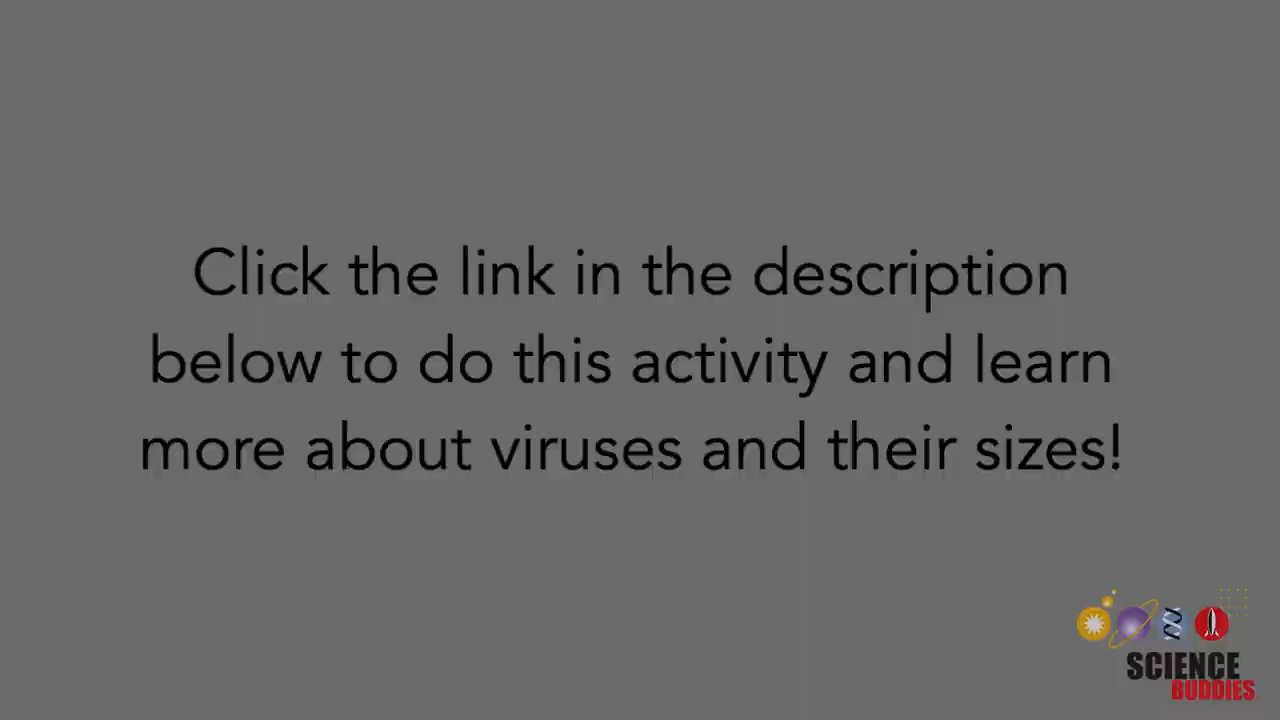 Click the link in the description
below to do this activity and learn
more about viruses and their sizes!
SCIENCE
BUDDIES